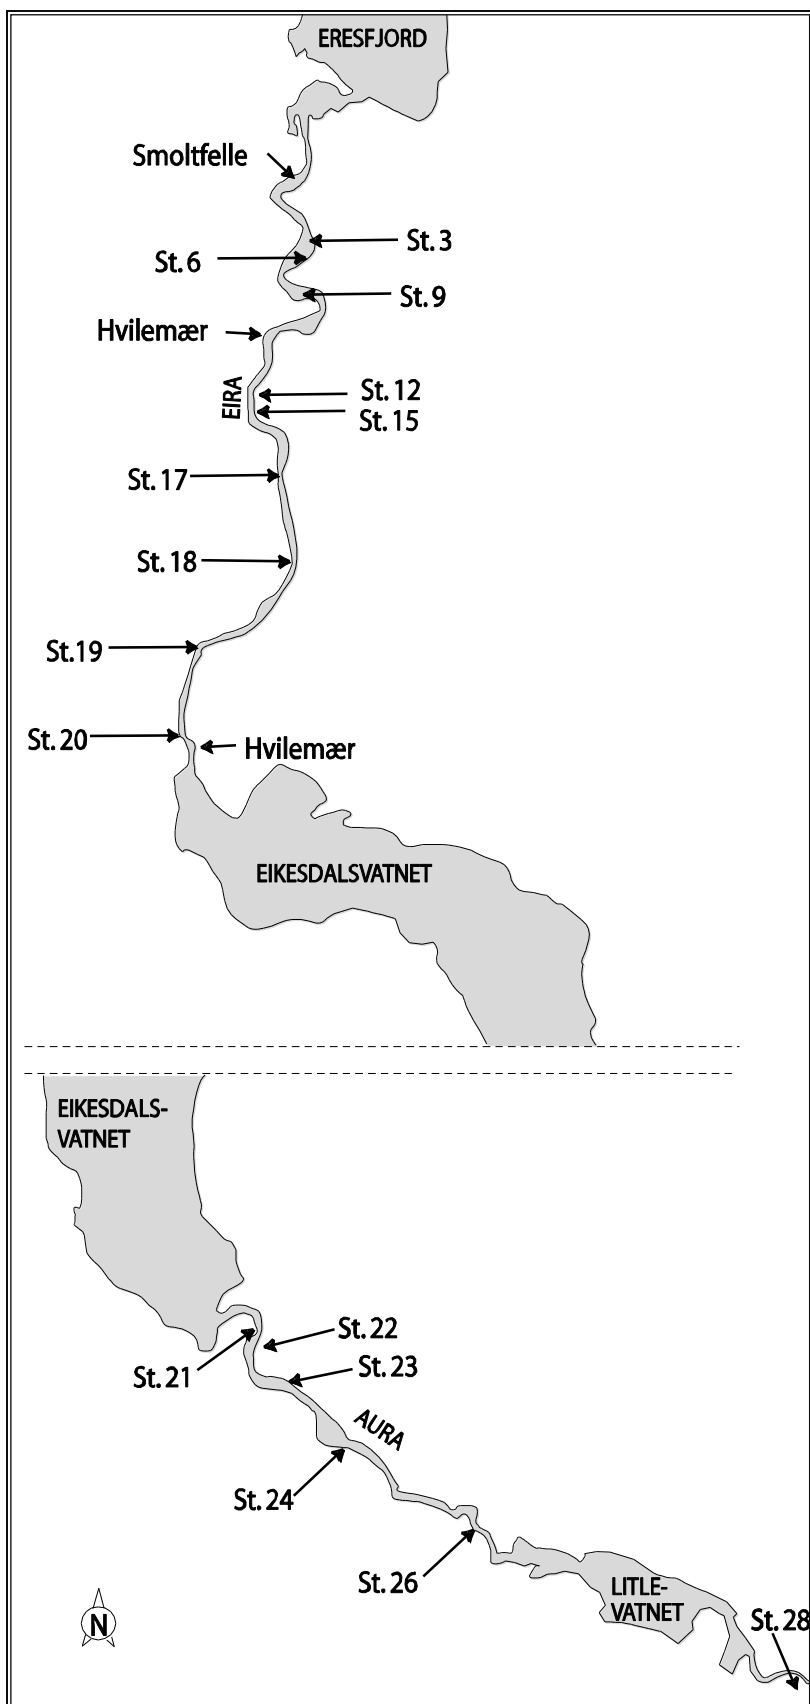 ERESFJORD
Smoltfelle
St. 3
St. 6
St. 9
Hvilemær
EIRA
St. 12
St. 15
St. 17
St. 18
St. 19
St. 20
Hvilemær
EIKESDALSVATNET
EIKESDALS-
VATNET
St. 22
St. 23
St. 21
AURA
St. 24
St. 26
LITLE-
VATNET
St. 28
N